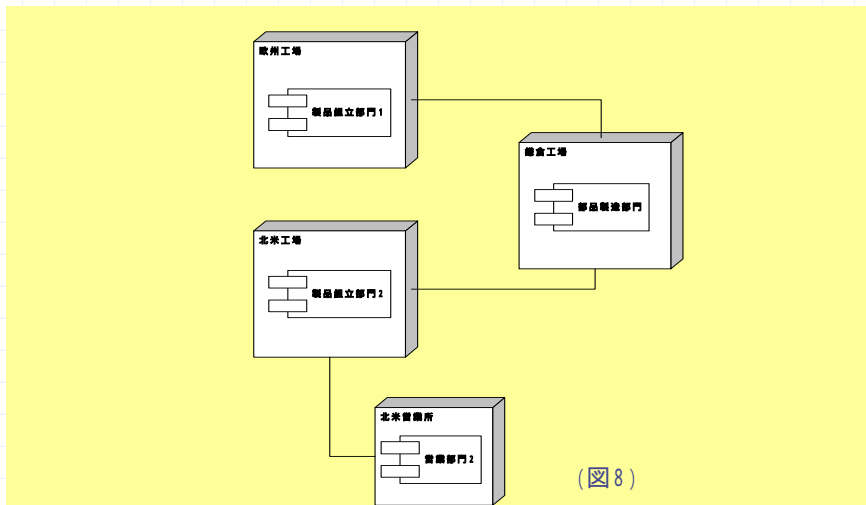 欧州工場
製品組立部門1
鎌倉工場
部品製造部門
北米工場
製品組立部門2
北米営業所
営業部門2
(図8)